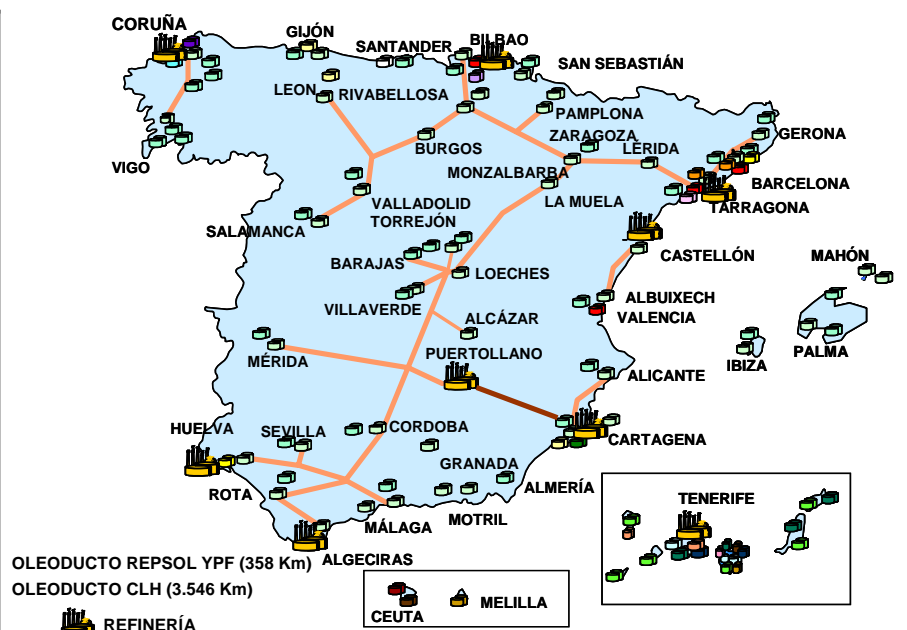 CORUÑA
GIJÓN
SANTANDER
BILBAO
SAN SEBASTIÁN
LEON
RIVABELLOSA
PAMPLONA
BURGOS
ZARAGOZA
LÈRIDA
GERONA
VIGO
MONZALBARBA
BARCELONA
VALLADOLID
LA MUELA
TARRAGONA
SALAMANCA
TORREJÓN
CASTELLÓN
MAHÓN
BARAJAS
LOECHES
VILLAVERDE
ALBUIXECH
ALCÁZAR
VALENCIA
MÉRIDA
PUERTOLLANO
IBIZA
PALMA
ALICANTE
HUELVA
SEVILLA
CORDOBA
CARTAGENA
GRANADA
ROTA
ALMERÍA
TENERIFE
MÁLAGA
MOTRIL
ALGECIRAS
OLEODUCTO REPSOL YPF (358 Km)
OLEODUCTO CLH (3.546 Km)
CEUTA
MELILLA
REFINERÍA